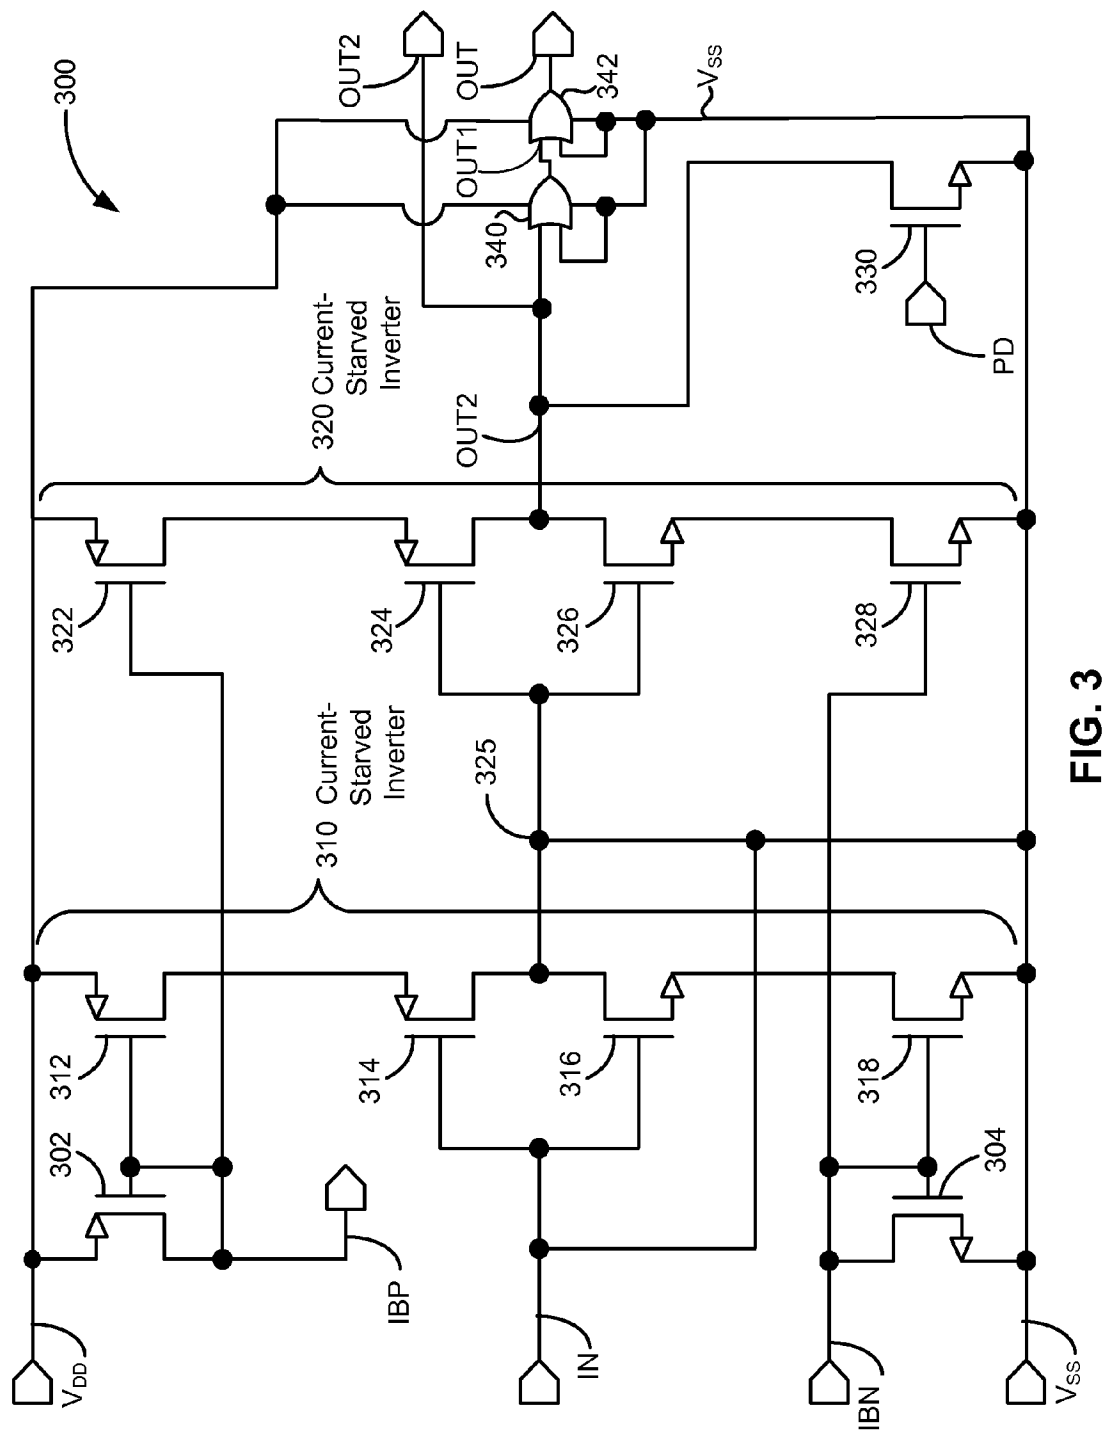 300
OUT2
OUT
342
VSS
OUT1
340
320 Current-
Starved
Inverter
OUT2
330
PD
322
324
326
328
310 Current-
Starved
Inverter
325
312
314
316
318
302
304
IBP
VDD
IN
IBN
VSS
FIG. 3